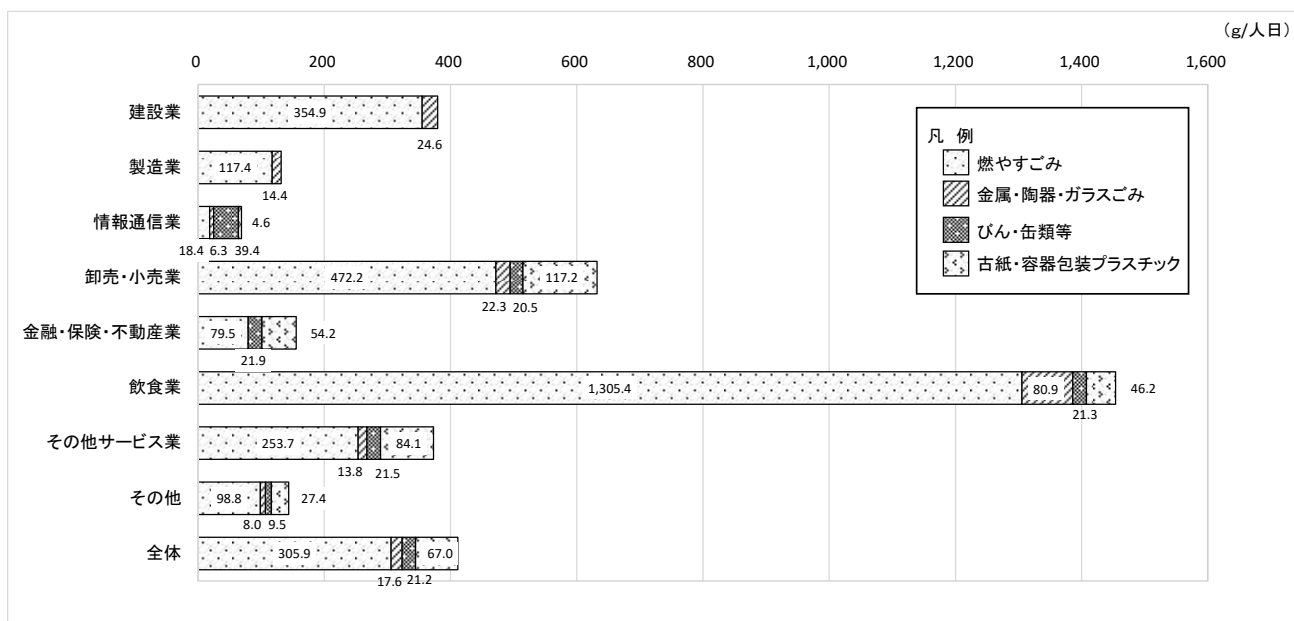 (g/人日)
0 200 400 600 800 1,000 1,200 1,400 1,600
建設業 354.9
24.6
製造業 117.4
14.4
情報通信業 4.6
18.4 6.3 39.4
卸売・小売業 472.2 117.2
22.3 20.5
金融・保険・不動産業 79.5 54.2
21.9
飲食業 1,305.4 80.9 46.2
21.3
その他サービス業 253.7 84.1
13.8 21.5
その他 98.8 27.4
8.0 9.5
全体 305.9 67.0
17.6 21.2
凡 例
燃やすごみ
金属・陶器・ガラスごみ
びん・缶類等
古紙・容器包装プラスチック